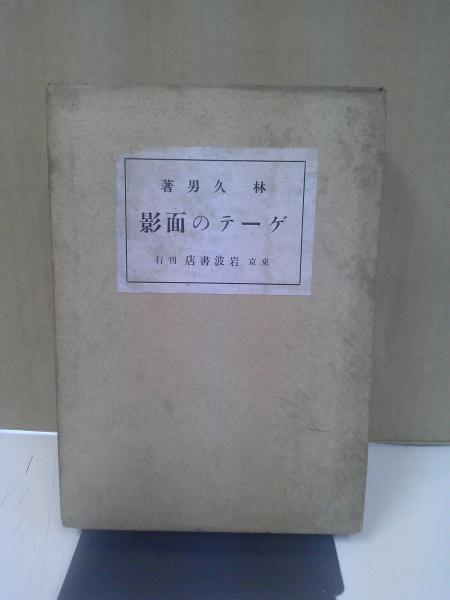 林久男著
ゲーテの面影
東京 岩波書店 刊行